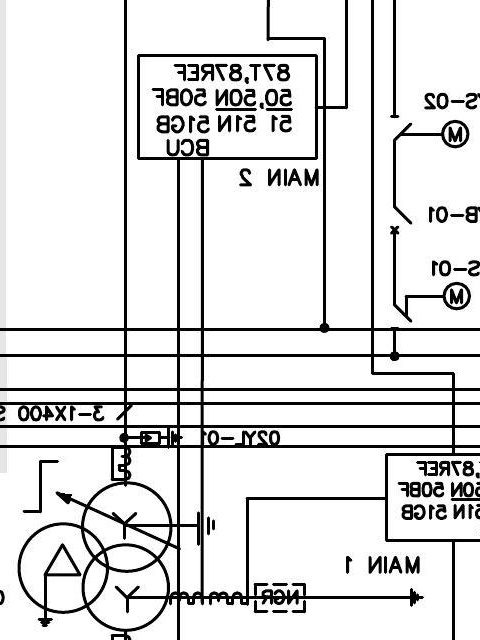 87T,87REF
50,50N 50BF
51 51N 51GB
BCU
MAIN 2
S-02
M
B-01
S-01
M
3-1X400
02YL-01
87REF
50N 50BF
51N 51GB
MAIN 1
NGR